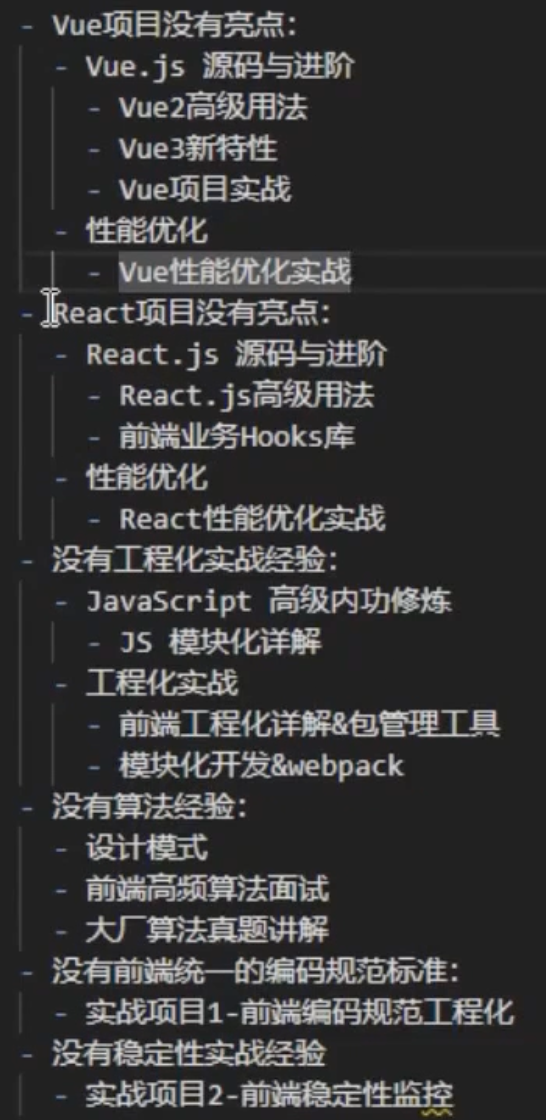 - Vue项目没有亮点:
- Vue.js 源码与进阶
- Vue2高级用法
- Vue3新特性
- Vue项目实战
- 性能优化
- Vue性能优化实战
- React项目没有亮点:
- React.js 源码与进阶
- React.js高级用法
- 前端业务Hooks库
- 性能优化
- React性能优化实战
- 没有工程化实战经验:
- JavaScript 高级内功修炼
- JS 模块化详解
- 工程化实战
- 前端工程化详解&包管理工具
- 模块化开发&webpack
- 没有算法经验:
- 设计模式
- 前端高频算法面试
- 大厂算法真题讲解
- 没有前端统一的编码规范标准:
- 实战项目1-前端编码规范工程化
- 没有稳定性实战经验
- 实战项目2-前端稳定性监控